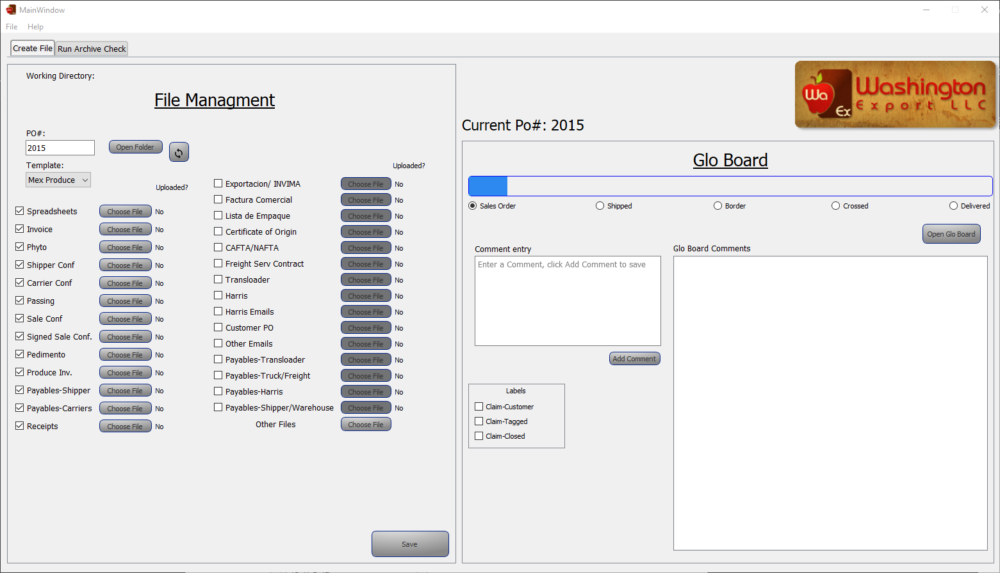 MainWindow
File Help
Create File Run Archive Check
Working Directory:
File Managment
PO#:
2015
Open Folder
Template:
Mex Produce
Uploaded?
Spreadsheets Choose File No
Invoice Choose File No
Phyto Choose File No
Shipper Conf Choose File No
Carrier Conf Choose File No
Passing Choose File No
Sale Conf Choose File No
Signed Sale Conf. Choose File No
Pedimento Choose File No
Produce Inv. Choose File No
Payables-Shipper Choose File No
Payables-Carriers Choose File No
Receipts Choose File No
Uploaded?
Exportacion/ INVIMA Choose File No
Factura Comercial Choose File No
Lista de Empaque Choose File No
Certificate of Origin Choose File No
CAFTA/NAFTA Choose File No
Freight Serv Contract Choose File No
Transloader Choose File No
Harris Choose File No
Harris Emails Choose File No
Customer PO Choose File No
Other Emails Choose File No
Payables-Transloader Choose File No
Payables-Truck/Freight Choose File No
Payables-Harris Choose File No
Payables-Shipper/Warehouse Choose File No
Other Files Choose File
Save
Wa
Ex
Washington
Export LLC
Current Po#: 2015
Glo Board
Sales Order Shipped Border Crossed Delivered
Open Glo Board
Comment entry
Enter a Comment, click Add Comment to save
Add Comment
Glo Board Comments
Labels
Claim-Customer
Claim-Tagged
Claim-Closed